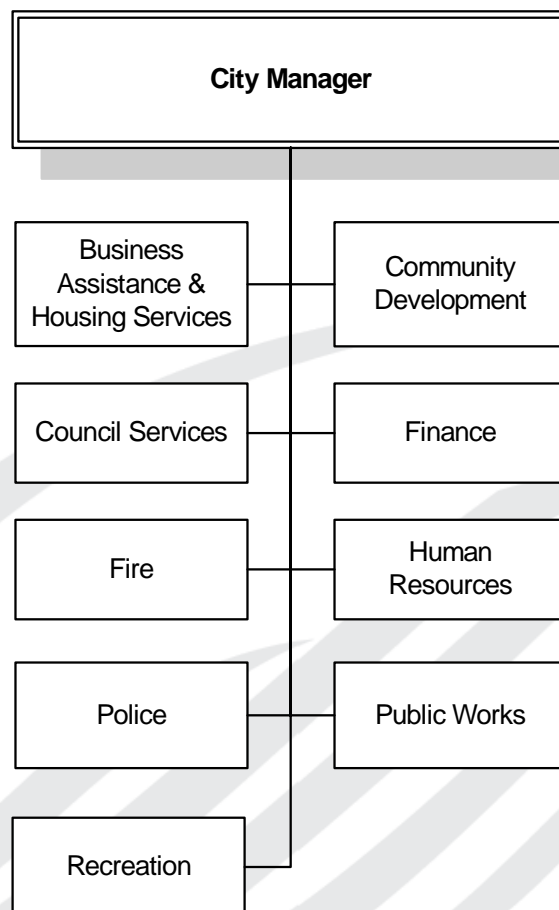 City Manager
Business
Assistance &
Housing Services
Community
Development
Council Services
Finance
Fire
Human
Resources
Police
Public Works
Recreation